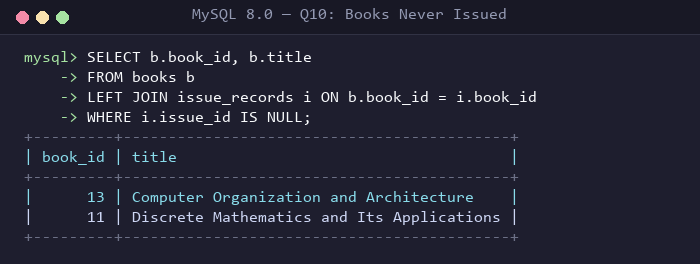 MySQL 8.0 — Q10: Books Never Issued
mysql> SELECT b.book_id, b.title
    -> FROM books b
    -> LEFT JOIN issue_records i ON b.book_id = i.book_id
    -> WHERE i.issue_id IS NULL;
+---------+-------------------------------------------+
| book_id | title                                     |
+---------+-------------------------------------------+
|      13 | Computer Organization and Architecture    |
|      11 | Discrete Mathematics and Its Applications |
+---------+-------------------------------------------+